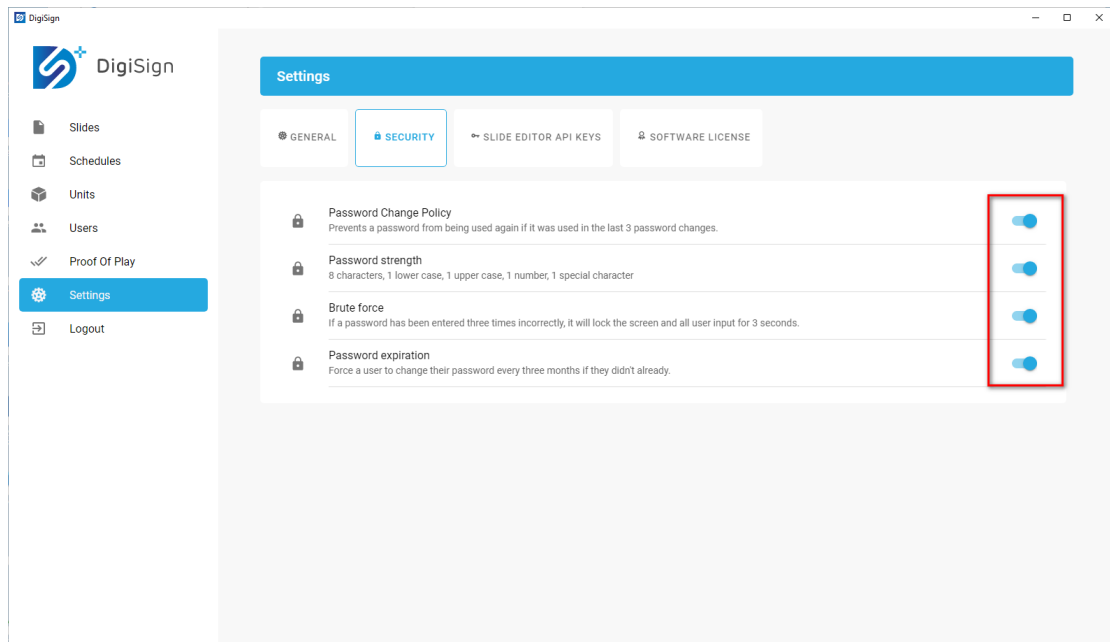 DigiSign
DigiSign
Settings
Slides
Schedules
Units
Users
Proof Of Play
Settings
Logout
GENERAL
SECURITY
SLIDE EDITOR API KEYS
SOFTWARE LICENSE
Password Change Policy
Prevents a password from being used again if it was used in the last 3 password changes.
Password strength
8 characters, 1 lower case, 1 upper case, 1 number, 1 special character
Brute force
If a password has been entered three times incorrectly, it will lock the screen and all user input for 3 seconds.
Password expiration
Force a user to change their password every three months if they didn't already.